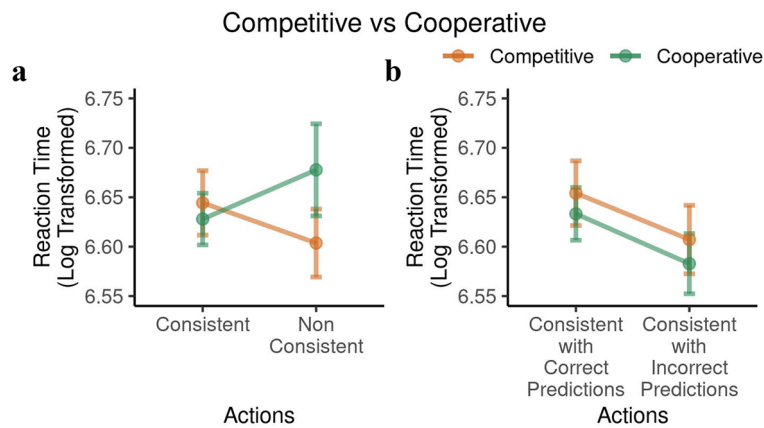 Competitive vs Cooperative
Competitive Cooperative
a
b
Reaction Time
(Log Transformed)
6.75
6.70
6.65
6.60
6.55
Consistent
Non
Consistent
Actions
Reaction Time
(Log Transformed)
6.75
6.70
6.65
6.60
6.55
Consistent
with
Correct
Predictions
Consistent
with
Incorrect
Predictions
Actions